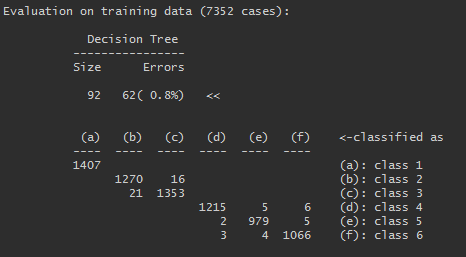 Evaluation on training data (7352 cases):
Decision Tree
----------------
Size Errors
92 62( 0.8%) <<
(a) (b) (c) (d) (e) (f) <-classified as
---- ---- ---- ---- ---- ----
1407 (a): class 1
1270 16 (b): class 2
21 1353 (c): class 3
1215 5 6 (d): class 4
2 979 5 (e): class 5
3 4 1066 (f): class 6